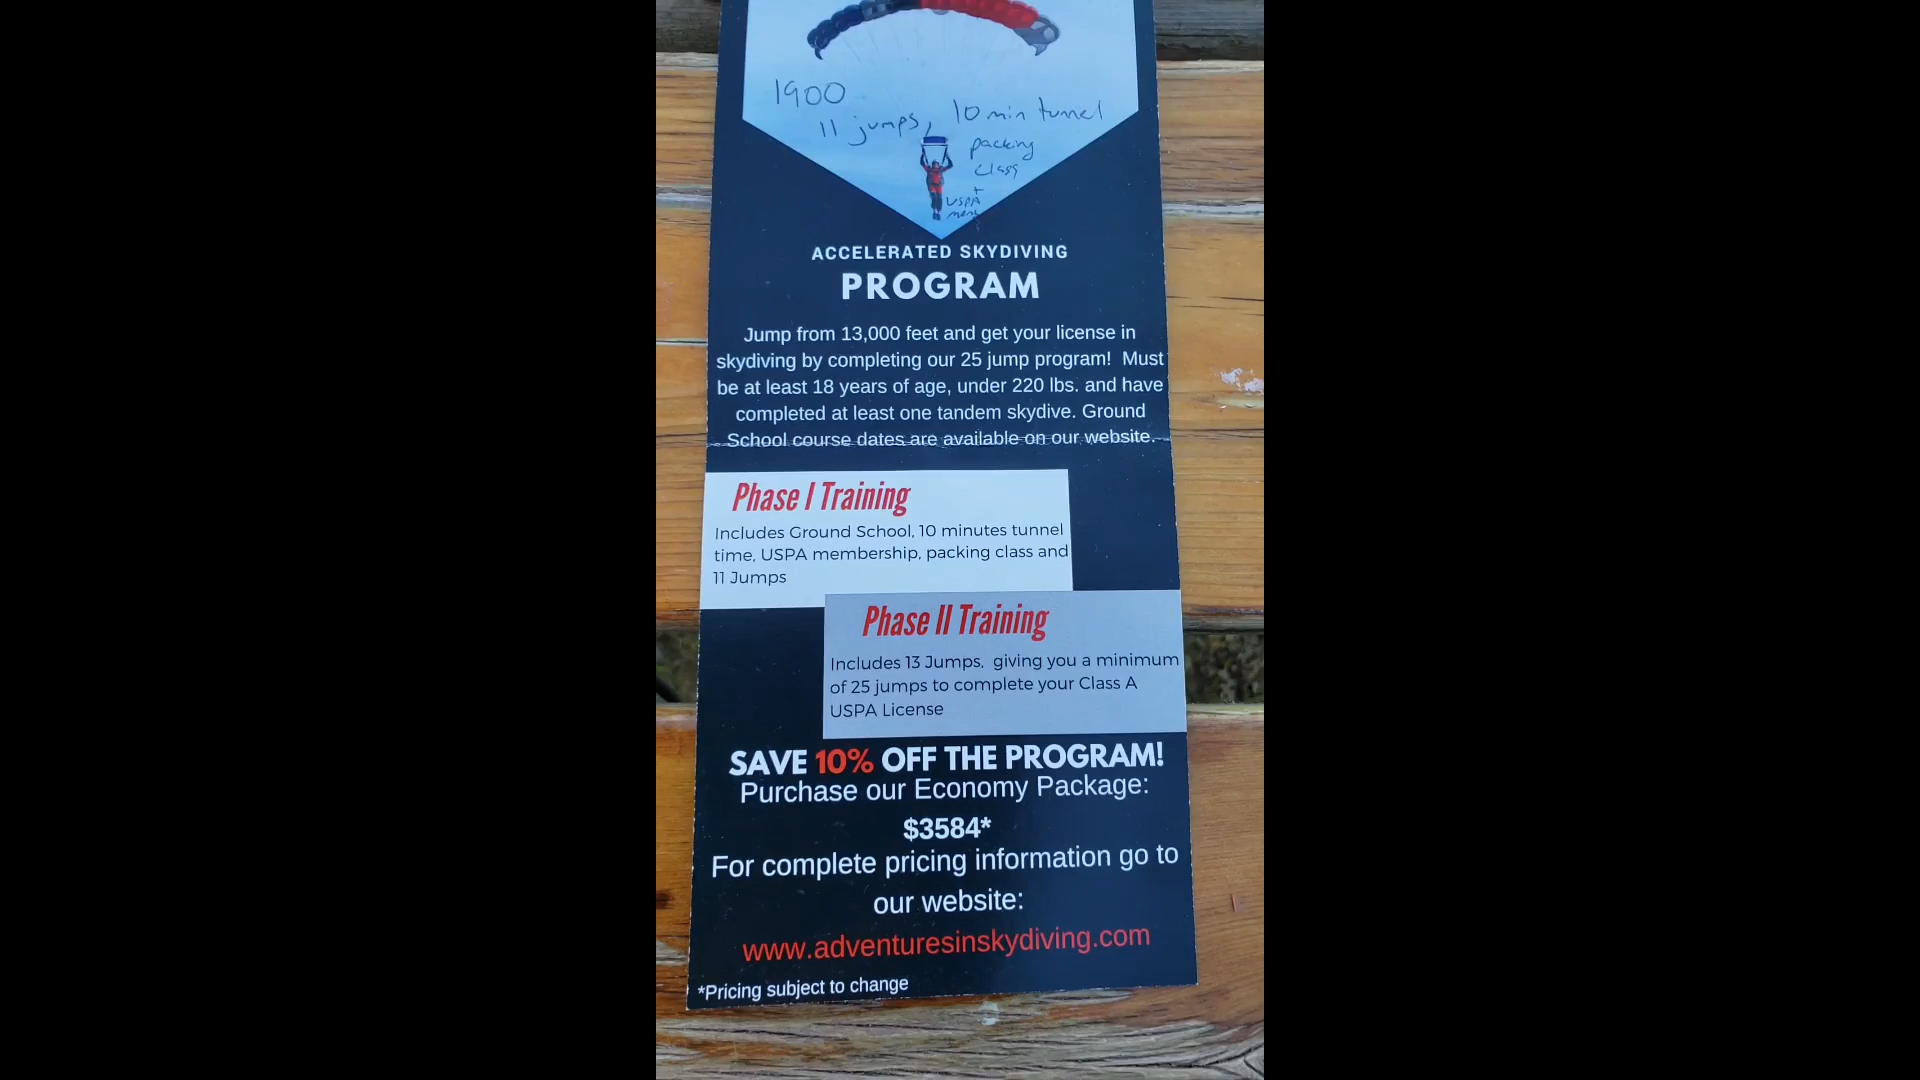 1900
11 jumps, 10 min tunnel
packing
class
+
USPA
mem
ACCELERATED SKYDIVING
PROGRAM
Jump from 13,000 feet and get your license in
skydiving by completing our 25 jump program! Must
be at least 18 years of age, under 220 lbs. and have
completed at least one tandem skydive. Ground
School course dates are available on our website.
Phase I Training
Includes Ground School, 10 minutes tunnel
time, USPA membership, packing class and
11 Jumps
Phase II Training
Includes 13 Jumps, giving you a minimum
of 25 jumps to complete your Class A
USPA License
SAVE 10% OFF THE PROGRAM!
Purchase our Economy Package:
$3584*
For complete pricing information go to
our website:
www.adventuresinskydiving.com
*Pricing subject to change